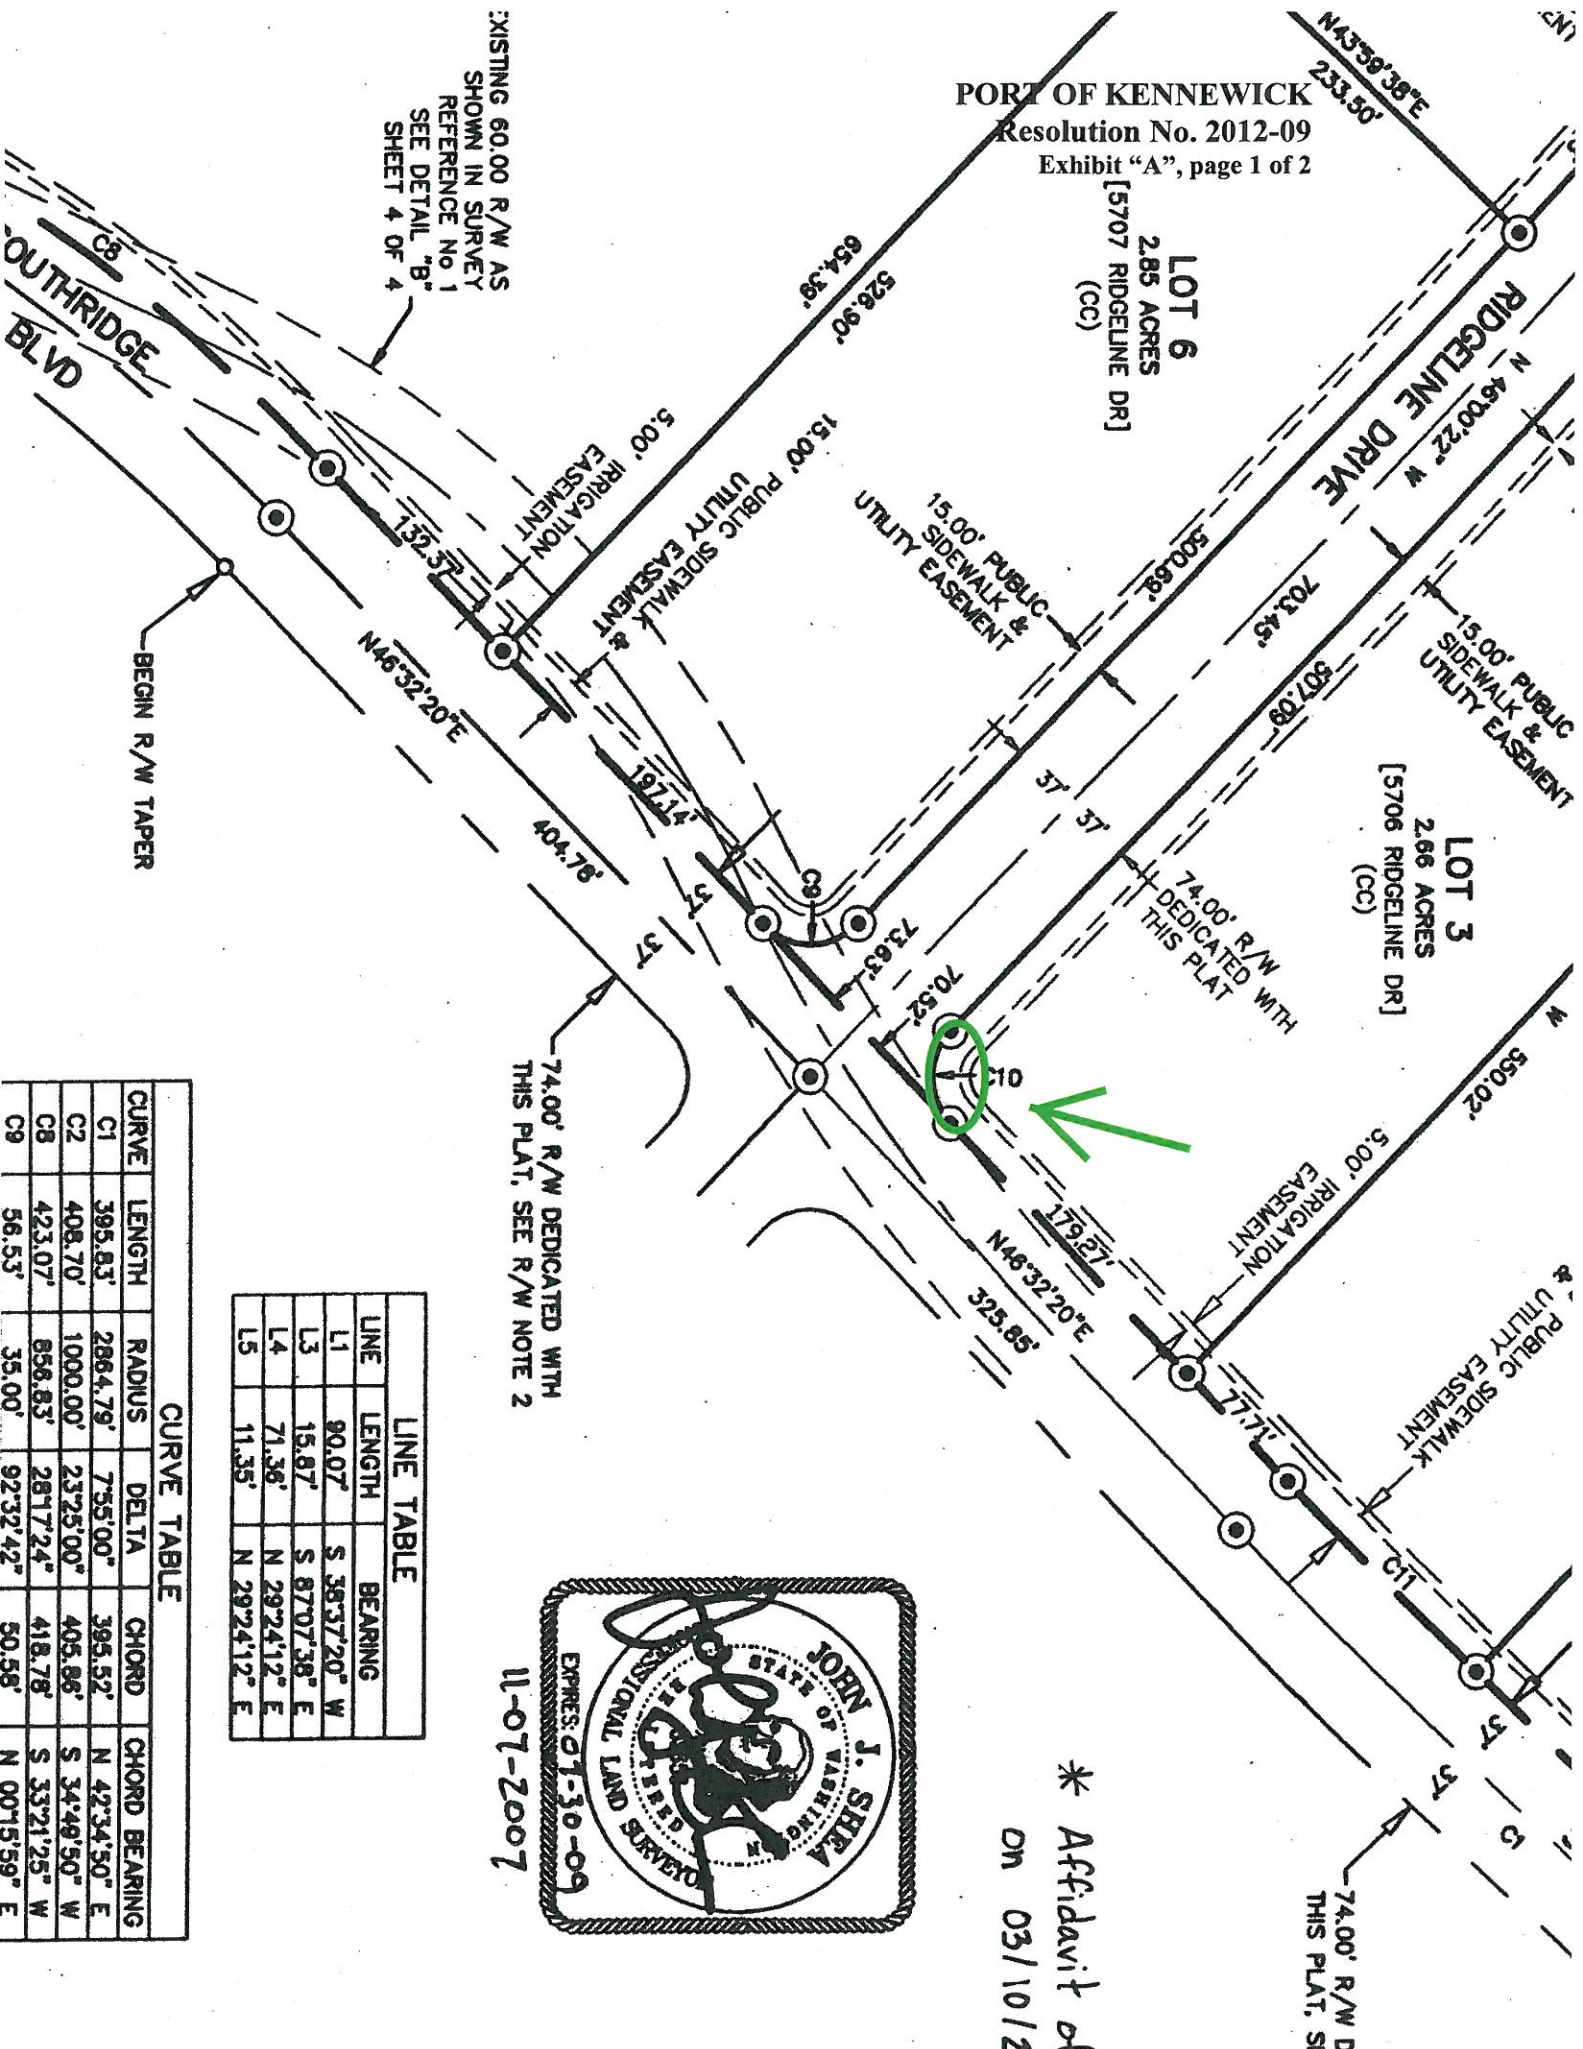 PORT OF KENNEWICK
Resolution No. 2012-09
Exhibit “A”, page 1 of 2
N43°59'38"E
233.50'
RIDGELINE DRIVE
N 46°00'22" W
LOT 6
2.85 ACRES
[5707 RIDGELINE DR]
(CC)
526.90'
654.39'
15.00' PUBLIC
SIDEWALK &
UTILITY EASEMENT
500.69'
703.45'
507.09'
15.00' PUBLIC
SIDEWALK &
UTILITY EASEMENT
LOT 3
2.66 ACRES
[5706 RIDGELINE DR]
(CC)
37'
37'
74.00' R/W
DEDICATED WITH
THIS PLAT
W
550.02'
5.00' IRRIGATION
EASEMENT
PUBLIC SIDEWALK
& UTILITY EASEMENT
EXISTING 60.00 R/W AS
SHOWN IN SURVEY
REFERENCE No 1
SEE DETAIL "B"
SHEET 4 OF 4
C8
SOUTHRIDGE
BLVD
5.00' IRRIGATION
EASEMENT
15.00' PUBLIC SIDEWALK &
UTILITY EASEMENT
132.37'
N46°32'20"E
BEGIN R/W TAPER
197.14'
404.78'
37'
37'
C9
73.63'
70.52'
C10
179.27'
N46°32'20"E
325.85'
77.71'
C11
37'
37'
C1
74.00' R/W DEDICATED WITH
THIS PLAT, SEE R/W NOTE 2
74.00' R/W D
THIS PLAT, S
LINE TABLE
LINE LENGTH BEARING
L1 90.07' S 38°37'20" W
L3 15.87' S 87°07'38" E
L4 71.36' N 29°24'12" E
L5 11.35' N 29°24'12" E
CURVE TABLE
CURVE LENGTH RADIUS DELTA CHORD CHORD BEARING
C1 395.83' 2864.79' 7°55'00" 395.52' N 42°34'50" E
C2 408.70' 1000.00' 23°25'00" 405.86' S 34°49'50" W
C8 423.07' 856.83' 28°17'24" 418.78' S 33°21'25" W
C9 56.53' 35.00' 92°32'42" 50.58' N 00°15'59" E
JOHN J. SHEA
STATE OF WASHINGTON
LAND SURVEYOR
EXPIRES: 07-30-09
11-07-2007
* Affidavit of
on 03/10/2